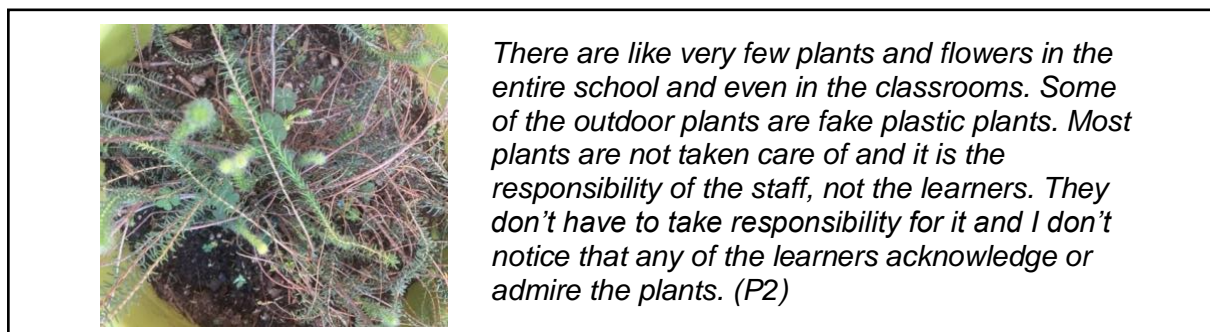 There are like very few plants and flowers in the
entire school and even in the classrooms. Some
of the outdoor plants are fake plastic plants. Most
plants are not taken care of and it is the
responsibility of the staff, not the learners. They
don’t have to take responsibility for it and I don’t
notice that any of the learners acknowledge or
admire the plants. (P2)